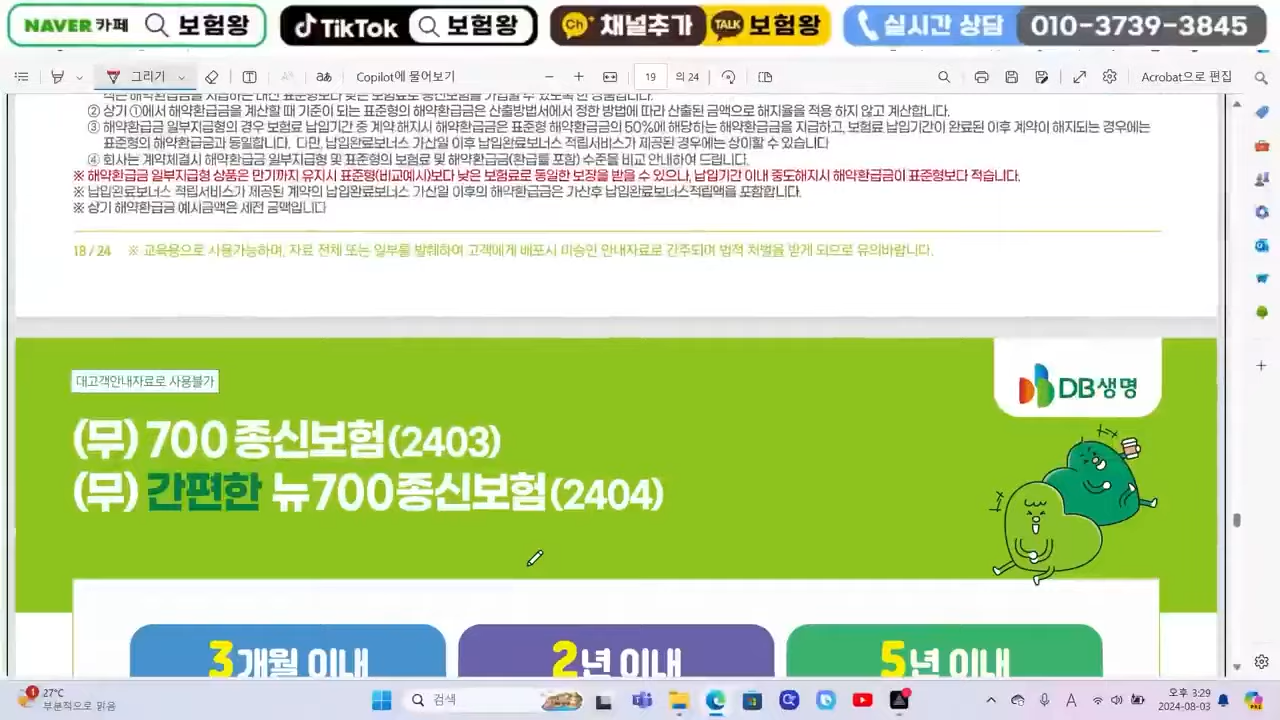 NAVER 카페 보험왕
TikTok 보험왕
Ch+ 채널추가 TALK 보험왕
실시간 상담 010-3739-3845
그리기
Copilot에 묻어보기
19 의 24
Acrobat으로 편집
② 상기 ①에서 해약환급금을 계산할 때 기준이 되는 표준형의 해약환급금은 산출방법서에서 정한 방법에 따라 산출된 금액으로 해지율을 적용 하지 않고 계산합니다.
③ 해약환급금 일부지급형의 경우 보험료 납입기간 중 계약 해지시 해약환급금은 표준형 해약환급금의 50%에 해당하는 해약환급금을 지급하고, 보험료 납입기간이 완료된 이후 계약이 해지되는 경우에는
표준형의 해약환급금과 동일합니다. 다만, 납입완료보너스 가산일 이후 납입완료보너스 적립서비스가 제공된 경우에는 상이할 수 있습니다
④ 회사는 계약체결시 해약환급금 일부지급형 및 표준형의 보험료 및 해약환급금(환급률 포함) 수준을 비교 안내하여 드립니다.
※ 해약환급금 일부지급형 상품은 만기까지 유지시 표준형(비교예시)보다 낮은 보험료로 동일한 보장을 받을 수 있으나, 납입기간 이내 중도해지시 해약환급금이 표준형보다 적습니다.
※ 납입완료보너스 적립서비스가 제공된 계약의 납입완료보너스 가산일 이후의 해약환급금은 가산후 납입완료보너스적립액을 포함합니다.
※ 상기 해약환급금 예시금액은 세전 금액입니다
18 / 24 ※ 교육용으로 사용가능하며, 자료 전체 또는 일부를 발췌하여 고객에게 배포시 미승인 안내자료로 간주되며 법적 처벌을 받게 되므로 유의바랍니다.
대고객안내자료로 사용불가
DB생명
(무) 700 종신보험(2403)
(무) 간편한 뉴700종신보험(2404)
3개월 이내
2년 이내
5년 이내
1
27°C
부분적으로 맑음
검색
A
오후 3:29
2024-08-03